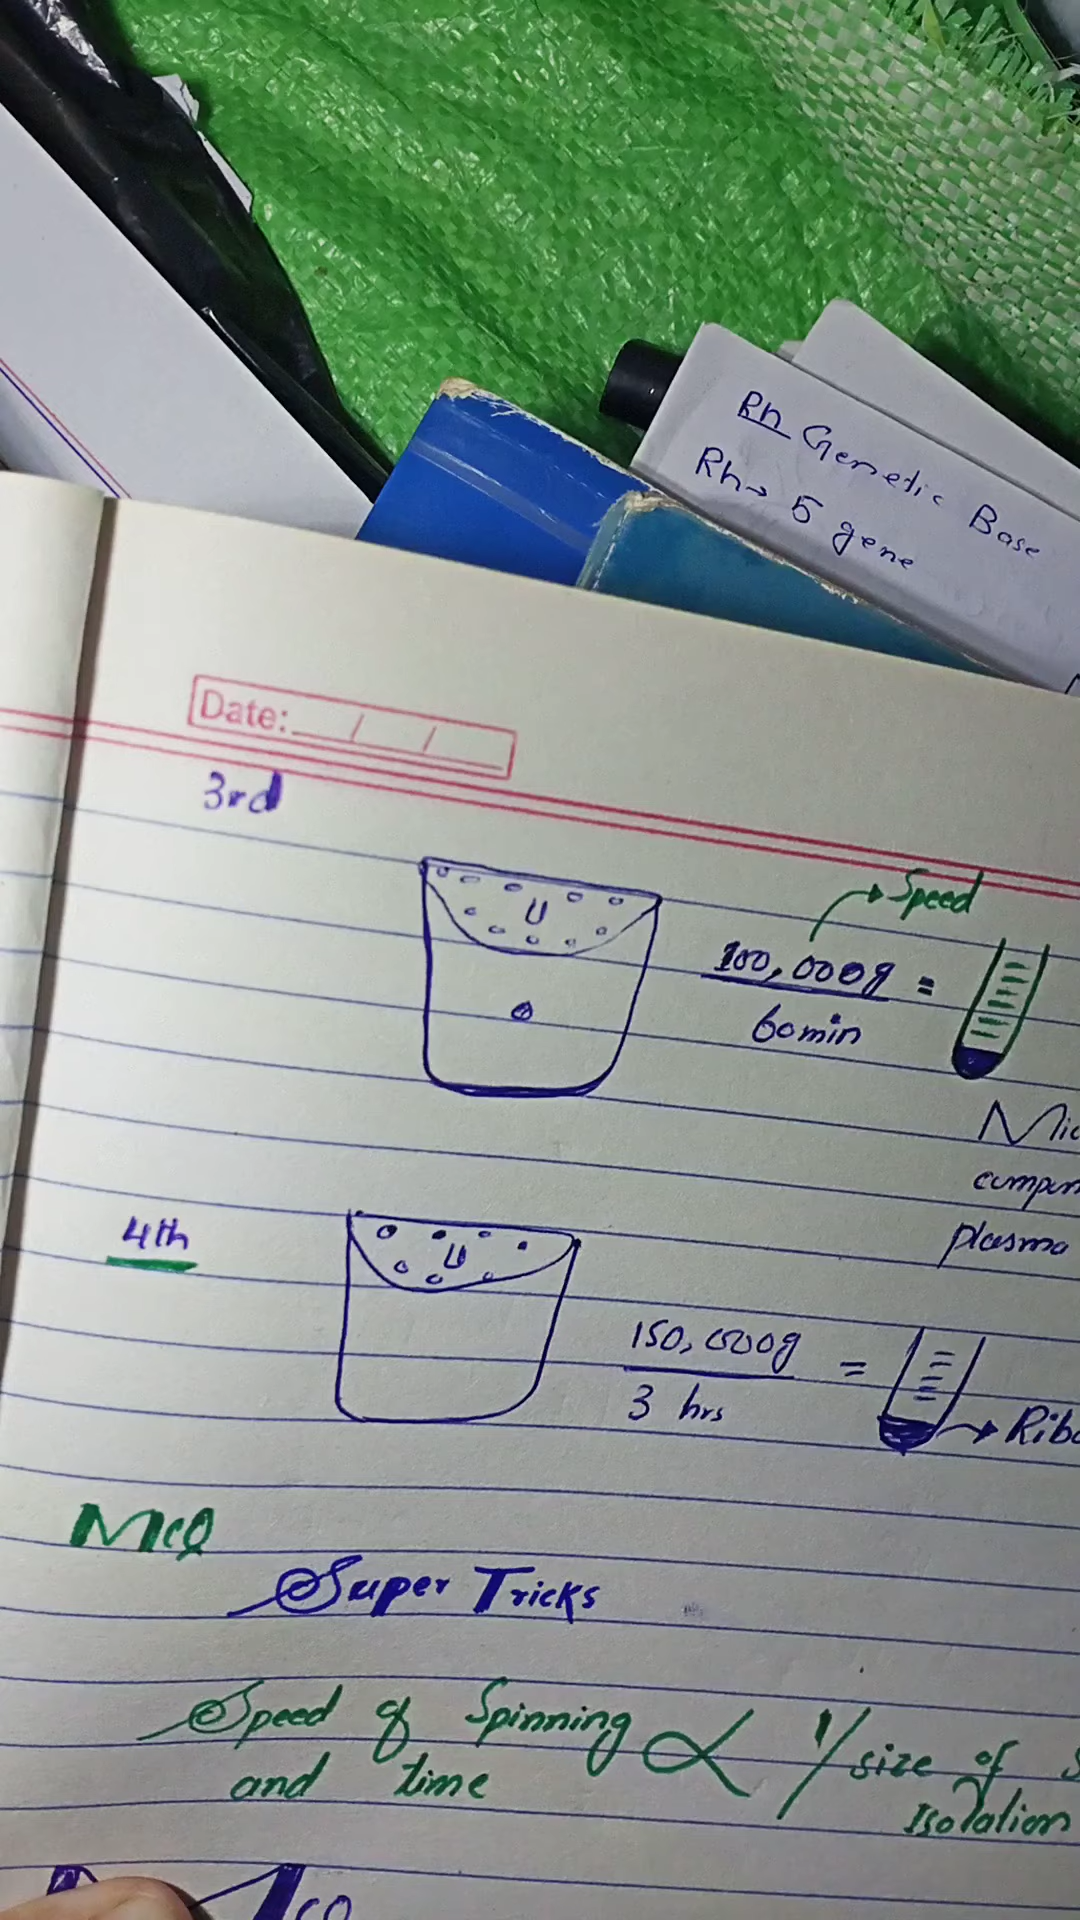 Rh Genetic Base
Rh→ 5 gene
Date: / /
3rd
U
→ Speed
100,000g =
60min
4th
U
150,000g =
3 hrs
MCQ
Super Tricks
Speed of Spinning ∝ 1/size of
and time Isolation